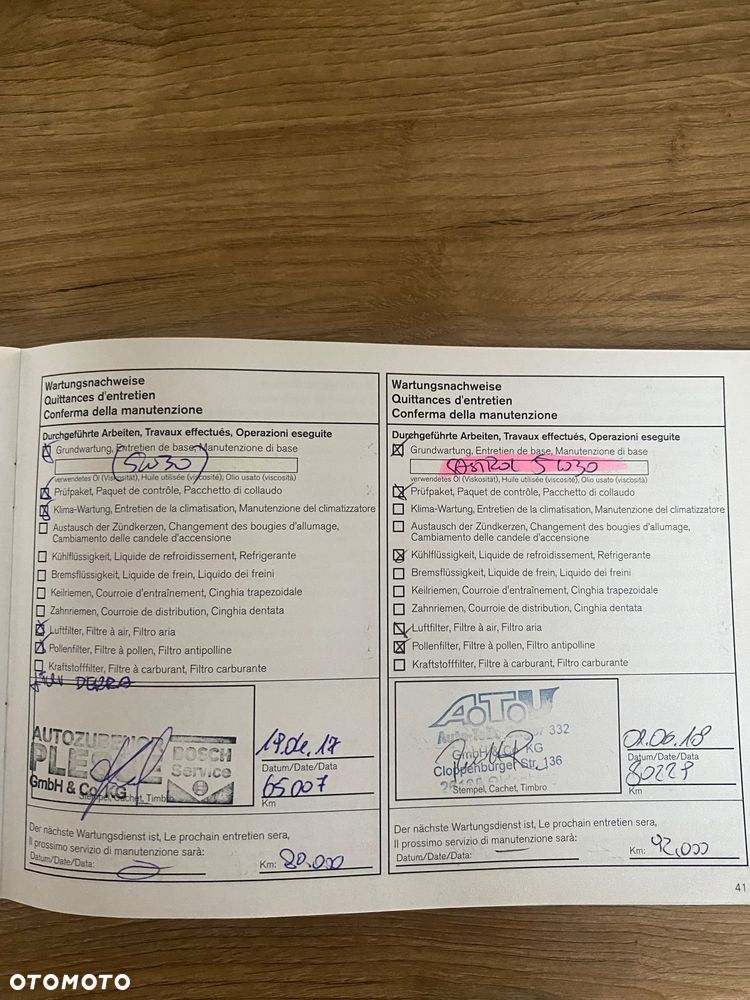 Wartungsnachweise
Quittances d'entretien
Conferma della manutenzione
Durchgeführte Arbeiten, Travaux effectués, Operazioni eseguite
Grundwartung, Entretien de base, Manutenzione di base
5W30
verwendetes Öl (Viskosität), Huile utilisée (viscosité), Olio usato (viscosità)
Prüfpaket, Paquet de contrôle, Pacchetto di collaudo
Klima-Wartung, Entretien de la climatisation, Manutenzione del climatizzatore
Austausch der Zündkerzen, Changement des bougies d'allumage,
Cambiamento delle candele d'accensione
Kühlflüssigkeit, Liquide de refroidissement, Refrigerante
Bremsflüssigkeit, Liquide de frein, Liquido dei freini
Keilriemen, Courroie d'entraînement, Cinghia trapezoidale
Zahnriemen, Courroie de distribution, Cinghia dentata
Luftfilter, Filtre à air, Filtro aria
Pollenfilter, Filtre à pollen, Filtro antipolline
Kraftstofffilter, Filtre à carburant, Filtro carburante
AUTOZUBEHÖR
BOSCH
Service
GmbH & Co. KG
Stempel, Cachet, Timbro
Datum/Date/Data
65007
Km
Der nächste Wartungsdienst ist, Le prochain entretien sera,
Il prossimo servizio di manutenzione sarà:
Datum/Date/Data:
Km: 80.000
Wartungsnachweise
Quittances d'entretien
Conferma della manutenzione
Durchgeführte Arbeiten, Travaux effectués, Operazioni eseguite
Grundwartung, Entretien de base, Manutenzione di base
CASTROL 5W30
verwendetes Öl (Viskosität), Huile utilisée (viscosité), Olio usato (viscosità)
Prüfpaket, Paquet de contrôle, Pacchetto di collaudo
Klima-Wartung, Entretien de la climatisation, Manutenzione del climatizzatore
Austausch der Zündkerzen, Changement des bougies d'allumage,
Cambiamento delle candele d'accensione
Kühlflüssigkeit, Liquide de refroidissement, Refrigerante
Bremsflüssigkeit, Liquide de frein, Liquido dei freini
Keilriemen, Courroie d'entraînement, Cinghia trapezoidale
Zahnriemen, Courroie de distribution, Cinghia dentata
Luftfilter, Filtre à air, Filtro aria
Pollenfilter, Filtre à pollen, Filtro antipolline
Kraftstofffilter, Filtre à carburant, Filtro carburante
332
GmbH & Co. KG
Cloppenburger Str. 136
Stempel, Cachet, Timbro
Datum/Date/Data
Km
Der nächste Wartungsdienst ist, Le prochain entretien sera,
Il prossimo servizio di manutenzione sarà:
Datum/Date/Data:
Km: 92,000
41
OTOMOTO